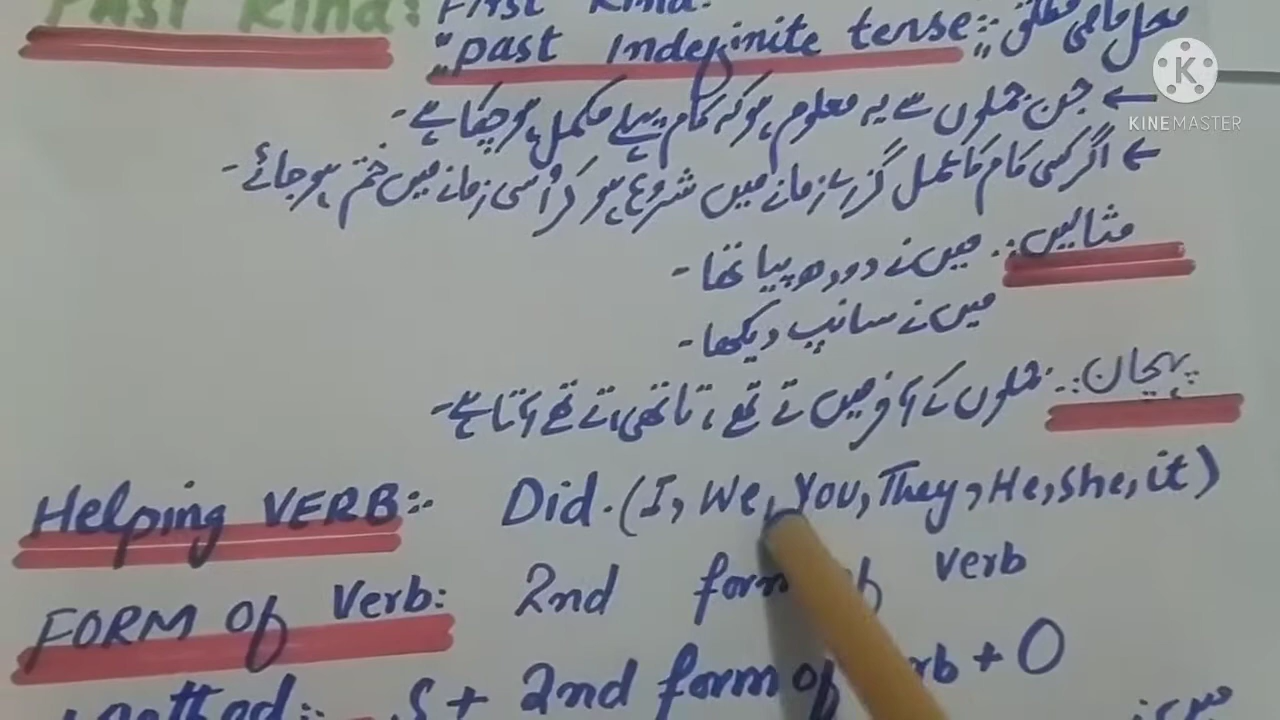 PAST Kind: First Kind:
"past Indefinite tense:: فعل ماضی مطلق
KINEMASTER
← جن جملوں سے یہ معلوم ہو کہ کام پہلے مکمل ہو چکا ہے -
← اگر کسی کام کا عمل گزرے زمانے میں شروع ہو کر اُسی زمانے میں ختم ہو جائے -
مثالیں:. میں نے دودھ پیا تھا -
میں نے سانپ دیکھا -
پہچان:. جملوں کے آخر میں تے تھے، تا تھی، تے تھے آتا ہے -
Helping VERB:- Did. (I, We, You, They, He, She, it)
FORM of Verb: 2nd form of verb
Method:: S + 2nd form of verb + O